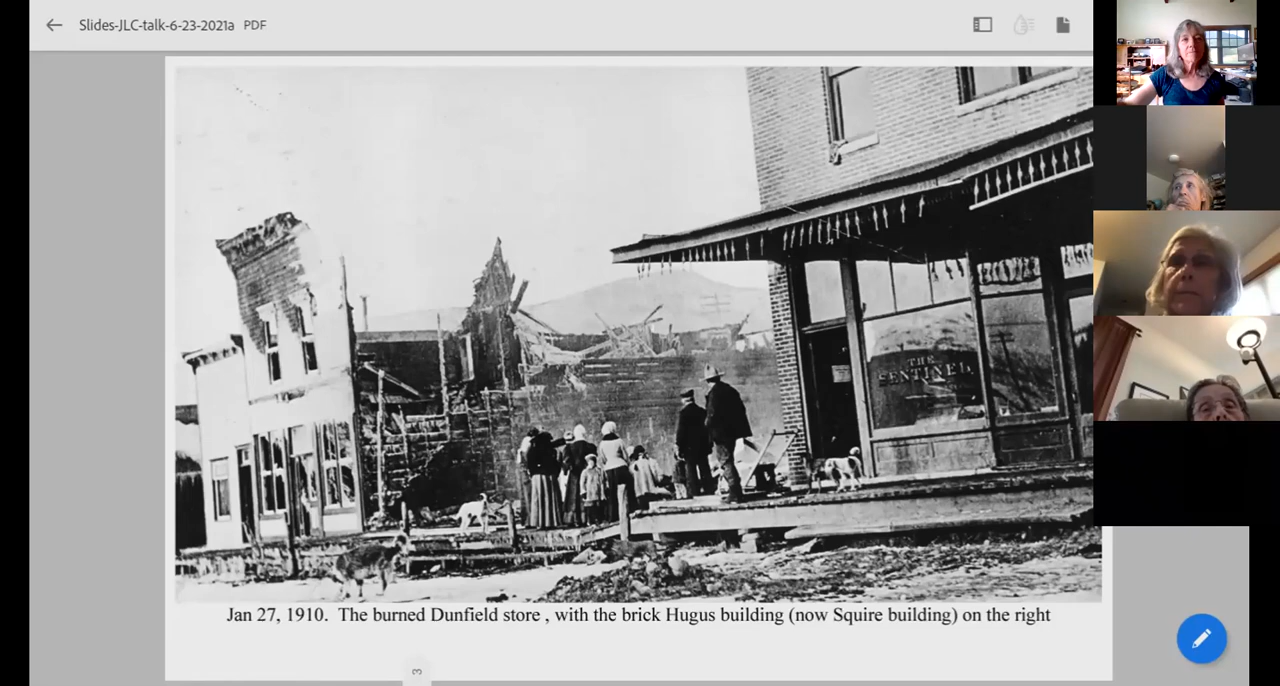 Slides-JLC-talk-6-23-2021a PDF
THE
SENTINEL
Jan 27, 1910. The burned Dunfield store , with the brick Hugus building (now Squire building) on the right
3